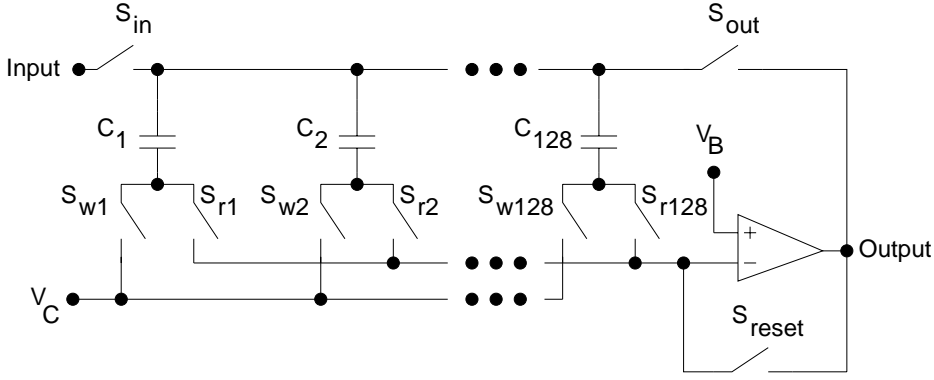 S_in
S_out
Input
C_1
C_2
C_128
V_B
S_w1
S_r1
S_w2
S_r2
S_w128
S_r128
+
−
Output
V_C
S_reset